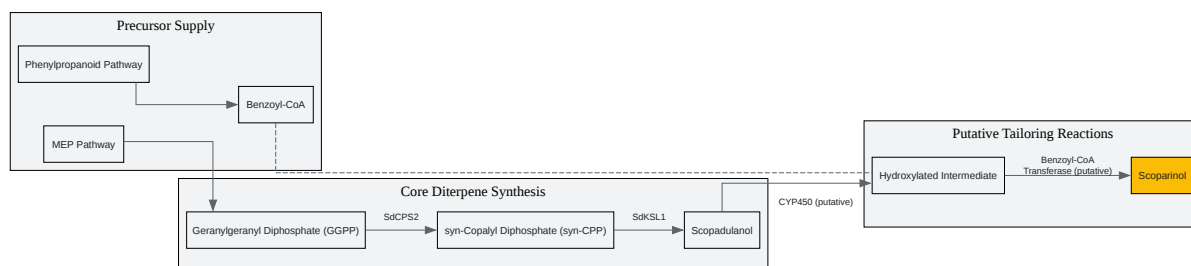 Precursor Supply
Phenylpropanoid Pathway
Benzoyl-CoA
MEP Pathway
Core Diterpene Synthesis
Geranylgeranyl Diphosphate (GGPP)
SdCPS2
syn-Copalyl Diphosphate (syn-CPP)
SdKSL1
Scopadulanol
CYP450 (putative)
Putative Tailoring Reactions
Hydroxylated Intermediate
Benzoyl-CoA
Transferase (putative)
Scoparinol